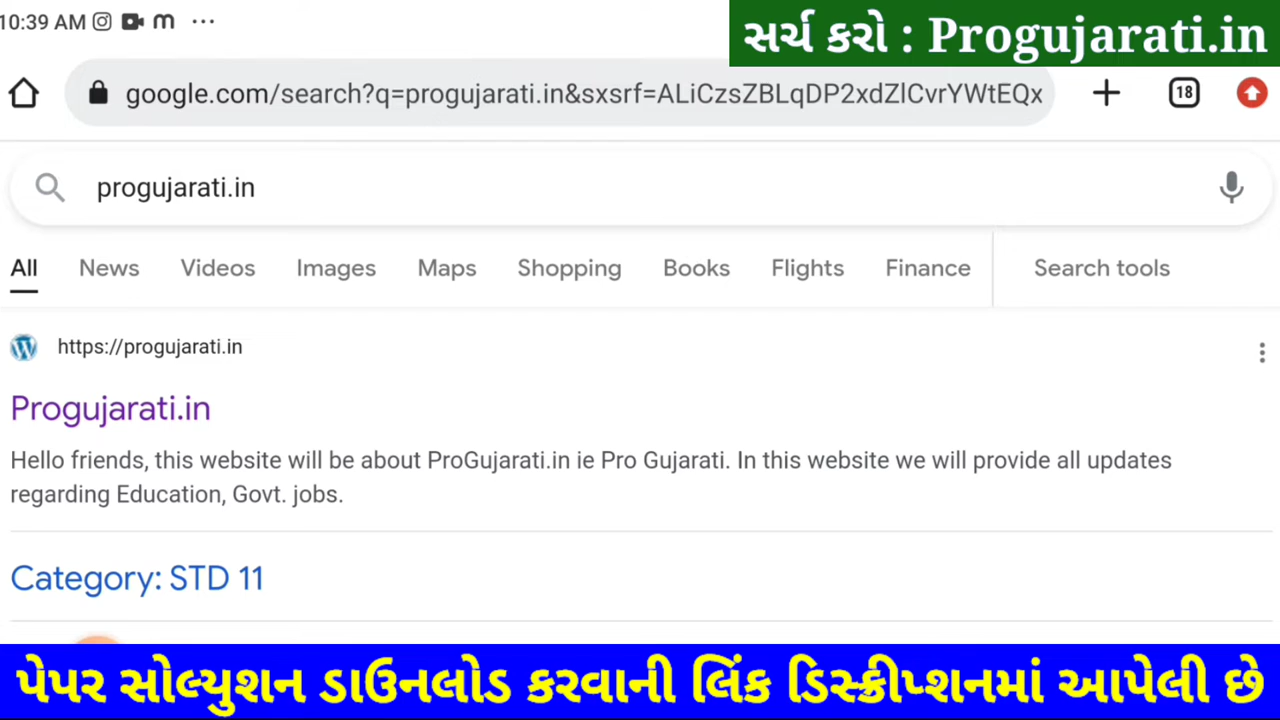 10:39 AM
સર્ચ કરો : Progujarati.in
google.com/search?q=progujarati.in&sxsrf=ALiCzsZBLqDP2xdZlCvrYWtEQx
18
progujarati.in
All News Videos Images Maps Shopping Books Flights Finance Search tools
https://progujarati.in
Progujarati.in
Hello friends, this website will be about ProGujarati.in ie Pro Gujarati. In this website we will provide all updates
regarding Education, Govt. jobs.
Category: STD 11
પેપર સોલ્યુશન ડાઉનલોડ કરવાની લિંક ડિસ્ક્રીપ્શનમાં આપેલી છે